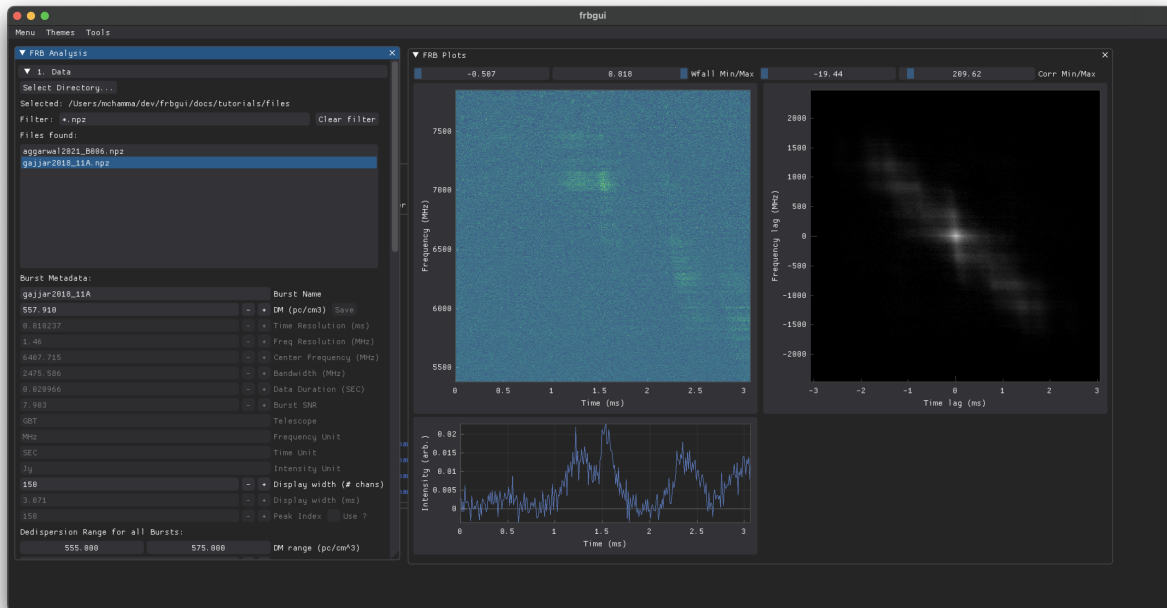 frbgui
Menu Themes Tools
▼ FRB Analysis ×
▼ 1. Data
Select Directory...
Selected: /Users/mchamma/dev/frbgui/docs/tutorials/files
Filter: *.npz Clear filter
Files found:
aggarwal2021_B006.npz
gajjar2018_11A.npz
Burst Metadata:
gajjar2018_11A Burst Name
557.910 - + DM (pc/cm3) Save
0.010237 - + Time Resolution (ms)
1.46 - + Freq Resolution (MHz)
6407.715 - + Center Frequency (MHz)
2475.586 - + Bandwidth (MHz)
0.020966 - + Data Duration (SEC)
7.903 - + Burst SNR
GBT Telescope
MHz Frequency Unit
SEC Time Unit
Jy Intensity Unit
150 - + Display width (# chans)
3.071 - + Display width (ms)
150 - + Peak Index Use ?
Dedispersion Range for all Bursts:
555.000 575.000 DM range (pc/cm^3)
▼ FRB Plots ×
-0.507 0.818 Wfall Min/Max -19.44 209.62 Corr Min/Max
Frequency (MHz)
7500
7000
6500
6000
5500
0 0.5 1 1.5 2 2.5 3
Time (ms)
Frequency lag (MHz)
2000
1500
1000
500
0
-500
-1000
-1500
-2000
-3 -2 -1 0 1 2 3
Time lag (ms)
Intensity (arb.)
0.02
0.015
0.01
0.005
0
0 0.5 1 1.5 2 2.5 3
Time (ms)